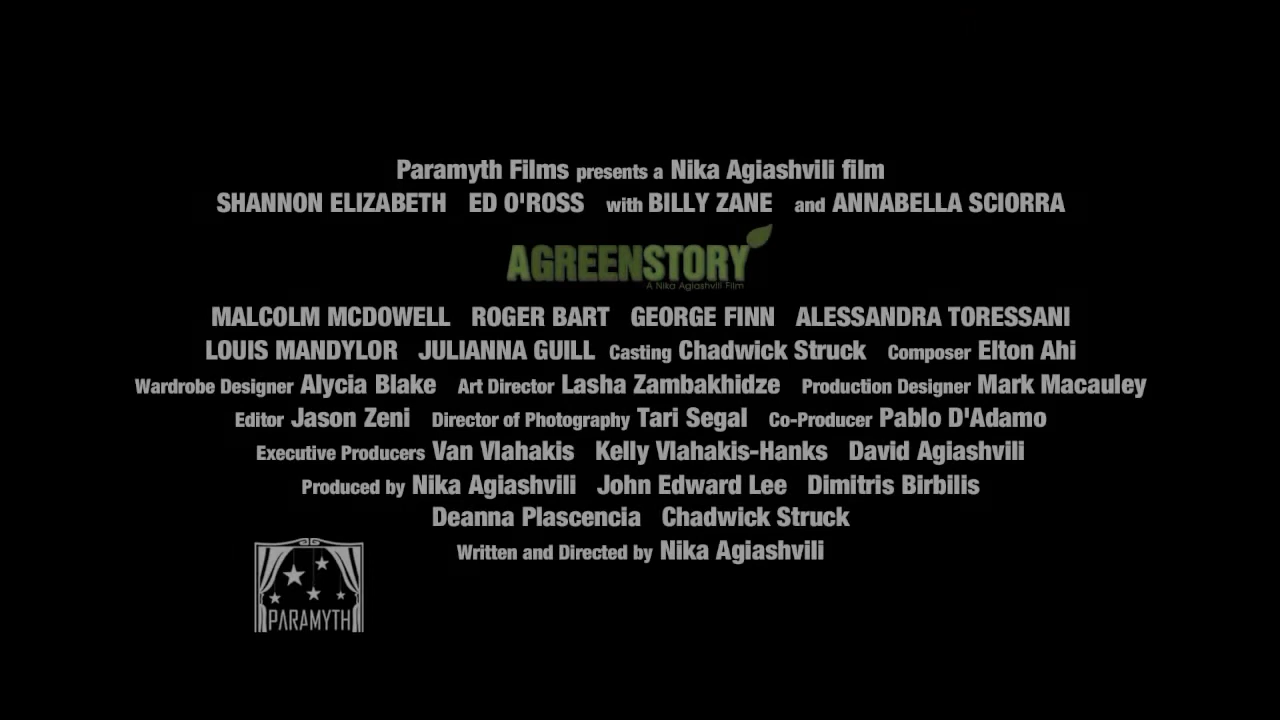 Paramyth Films presents a Nika Agiashvili film
SHANNON ELIZABETH ED O'ROSS with BILLY ZANE and ANNABELLA SCIORRA
AGREENSTORY
A Nika Agiashvili Film
MALCOLM MCDOWELL ROGER BART GEORGE FINN ALESSANDRA TORESSANI
LOUIS MANDYLOR JULIANNA GUILL Casting Chadwick Struck Composer Elton Ahi
Wardrobe Designer Alycia Blake Art Director Lasha Zambakhidze Production Designer Mark Macauley
Editor Jason Zeni Director of Photography Tari Segal Co-Producer Pablo D'Adamo
Executive Producers Van Vlahakis Kelly Vlahakis-Hanks David Agiashvili
Produced by Nika Agiashvili John Edward Lee Dimitris Birbilis
Deanna Plascencia Chadwick Struck
Written and Directed by Nika Agiashvili
PARAMYTH